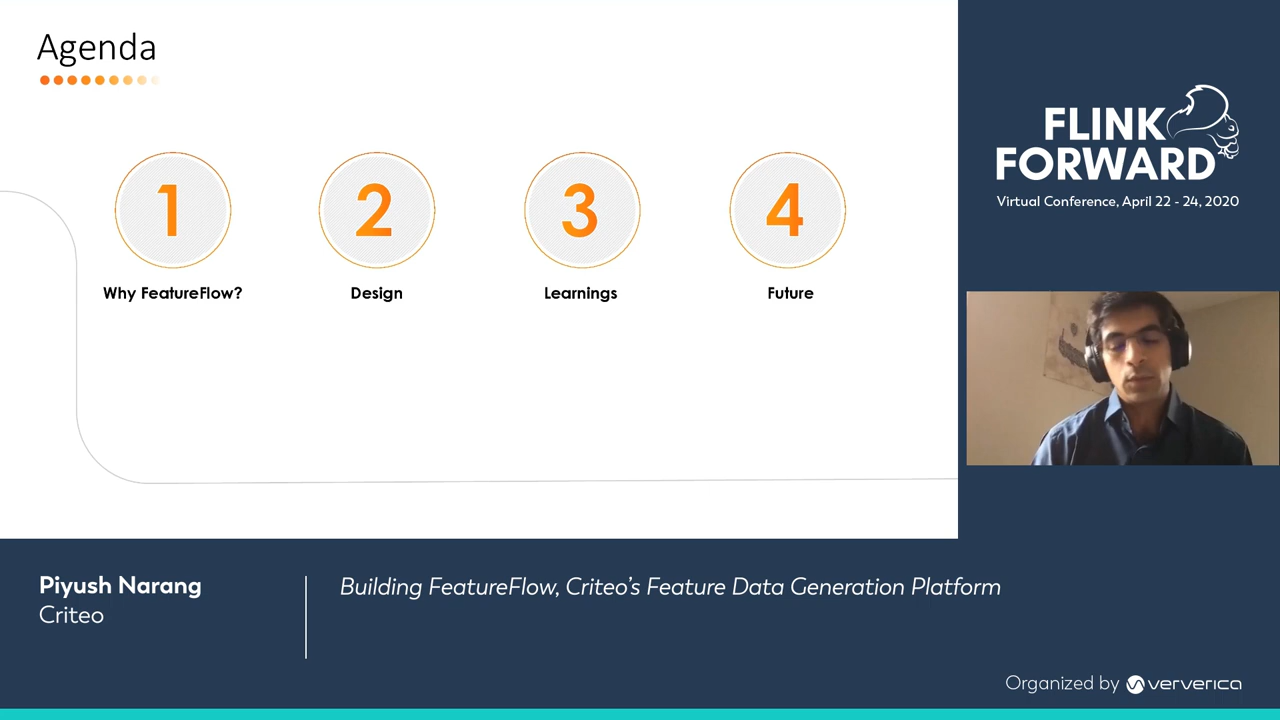 Agenda
1
2
3
4
Why FeatureFlow?
Design
Learnings
Future
FLINK
FORWARD
Virtual Conference, April 22 - 24, 2020
Piyush Narang
Criteo
Building FeatureFlow, Criteo's Feature Data Generation Platform
Organized by ververica